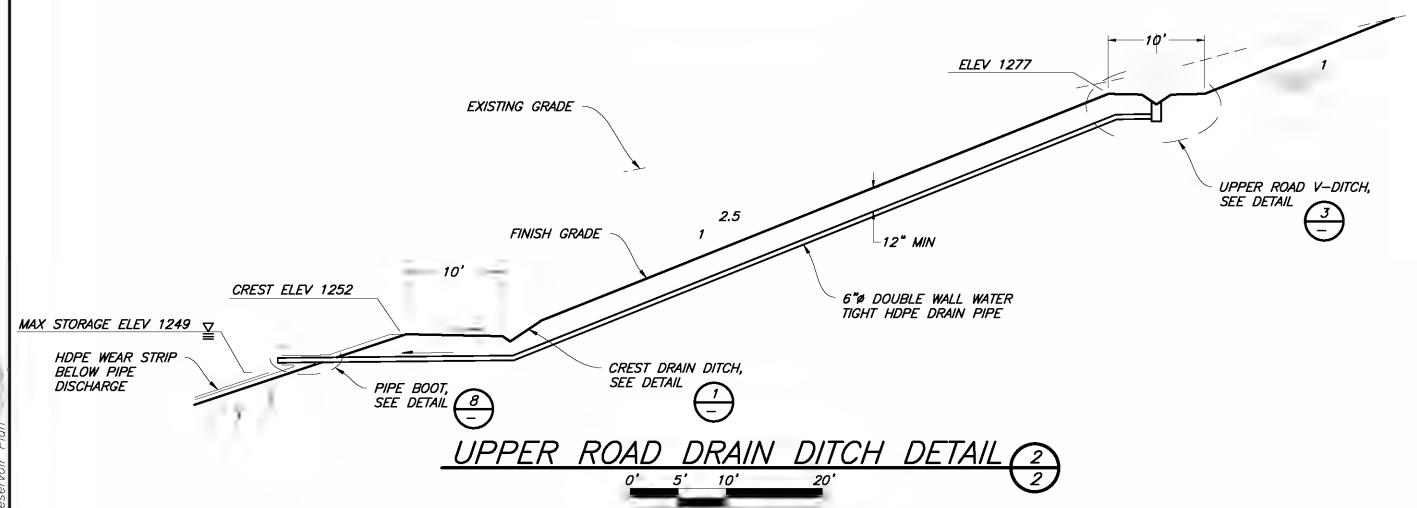 10'
ELEV 1277
1
EXISTING GRADE
UPPER ROAD V-DITCH,
SEE DETAIL
3
-
2.5
1
FINISH GRADE
12" MIN
10'
CREST ELEV 1252
6"ø DOUBLE WALL WATER
TIGHT HDPE DRAIN PIPE
MAX STORAGE ELEV 1249
HDPE WEAR STRIP
BELOW PIPE
DISCHARGE
CREST DRAIN DITCH,
SEE DETAIL
1
-
PIPE BOOT,
SEE DETAIL
8
-
UPPER ROAD DRAIN DITCH DETAIL
2
2
0' 5' 10' 20'
Plan